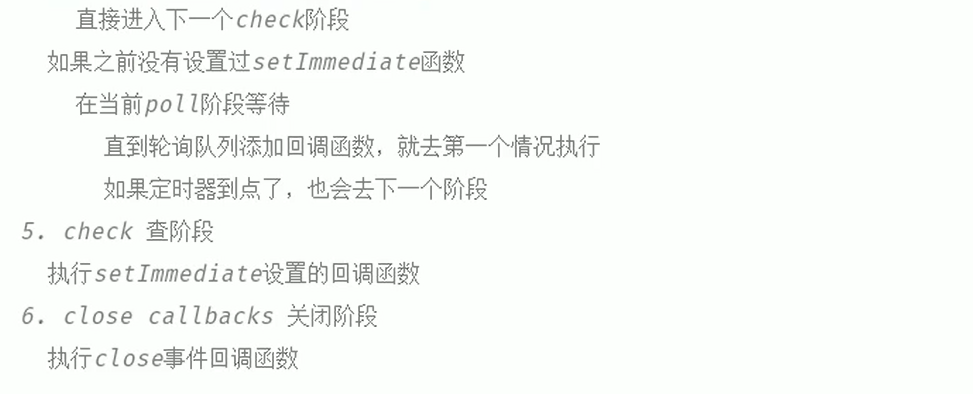 直接进入下一个check阶段
如果之前没有设置过setImmediate函数
在当前poll阶段等待
直到轮询队列添加回调函数，就去第一个情况执行
如果定时器到点了，也会去下一个阶段
5. check 查阶段
执行setImmediate设置的回调函数
6. close callbacks 关闭阶段
执行close事件回调函数